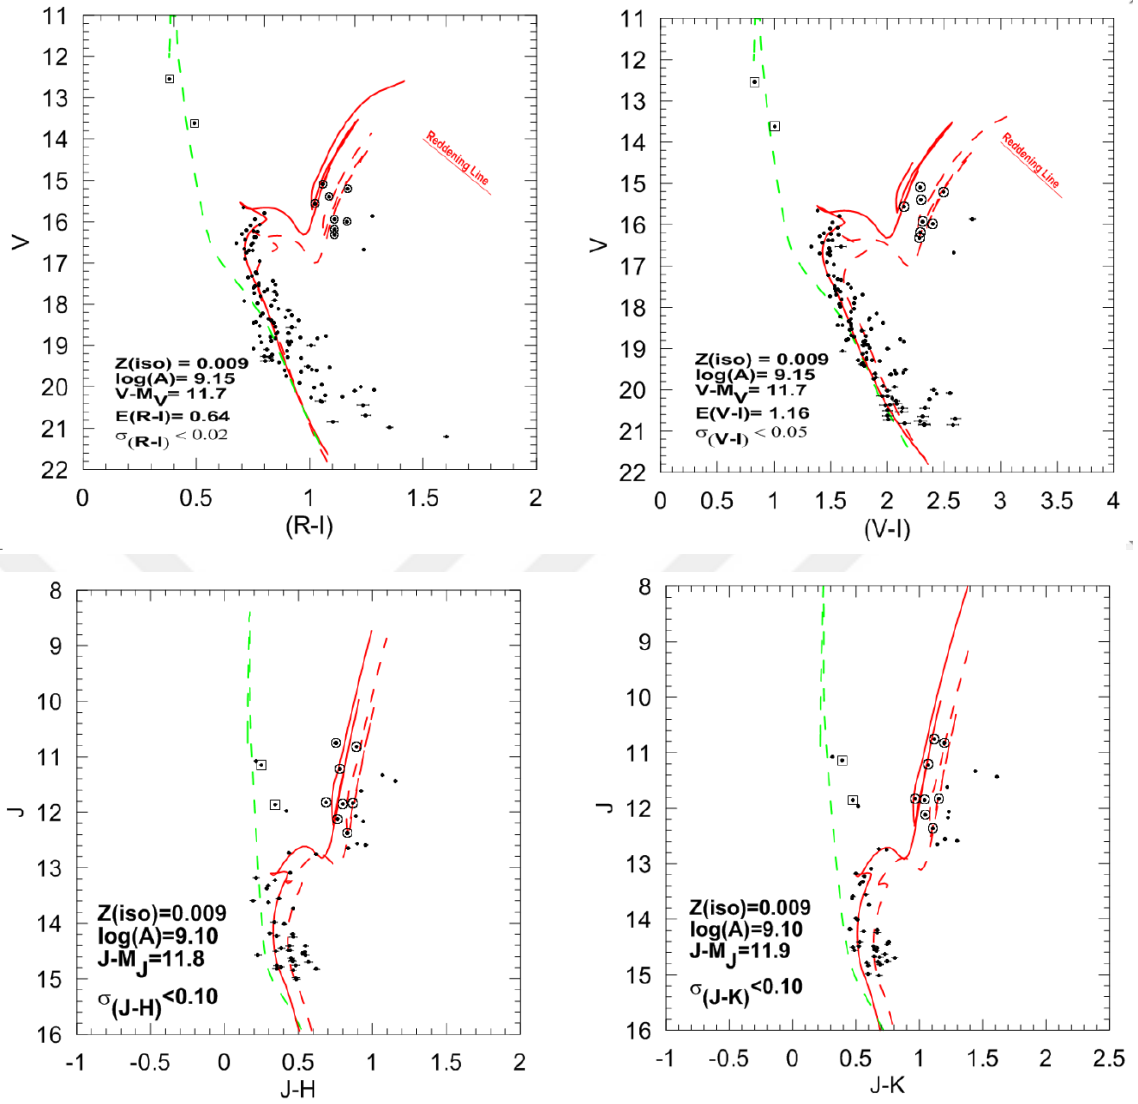 11
12
13
14
15
16
17
18
19
20
21
22
V
Reddening Line
Z(iso) = 0.009
log(A)= 9.15
V-M_V= 11.7
E(R-I)= 0.64
σ(R-I) < 0.02
0
0.5
1
1.5
2
(R-I)
11
12
13
14
15
16
17
18
19
20
21
22
V
Reddening Line
Z(iso) = 0.009
log(A)= 9.15
V-M_V= 11.7
E(V-I)= 1.16
σ(V-I) < 0.05
0
0.5
1
1.5
2
2.5
3
3.5
4
(V-I)
8
9
10
11
12
13
14
15
16
J
Z(iso)=0.009
log(A)=9.10
J-M_J=11.8
σ(J-H)<0.10
-1
-0.5
0
0.5
1
1.5
2
J-H
8
9
10
11
12
13
14
15
16
J
Z(iso)=0.009
log(A)=9.10
J-M_J=11.9
σ(J-K)<0.10
-1
-0.5
0
0.5
1
1.5
2
2.5
J-K